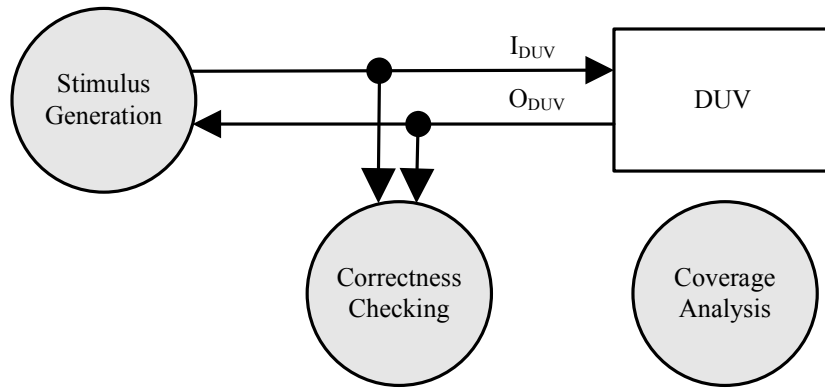 Stimulus
Generation
I_DUV
O_DUV
DUV
Correctness
Checking
Coverage
Analysis